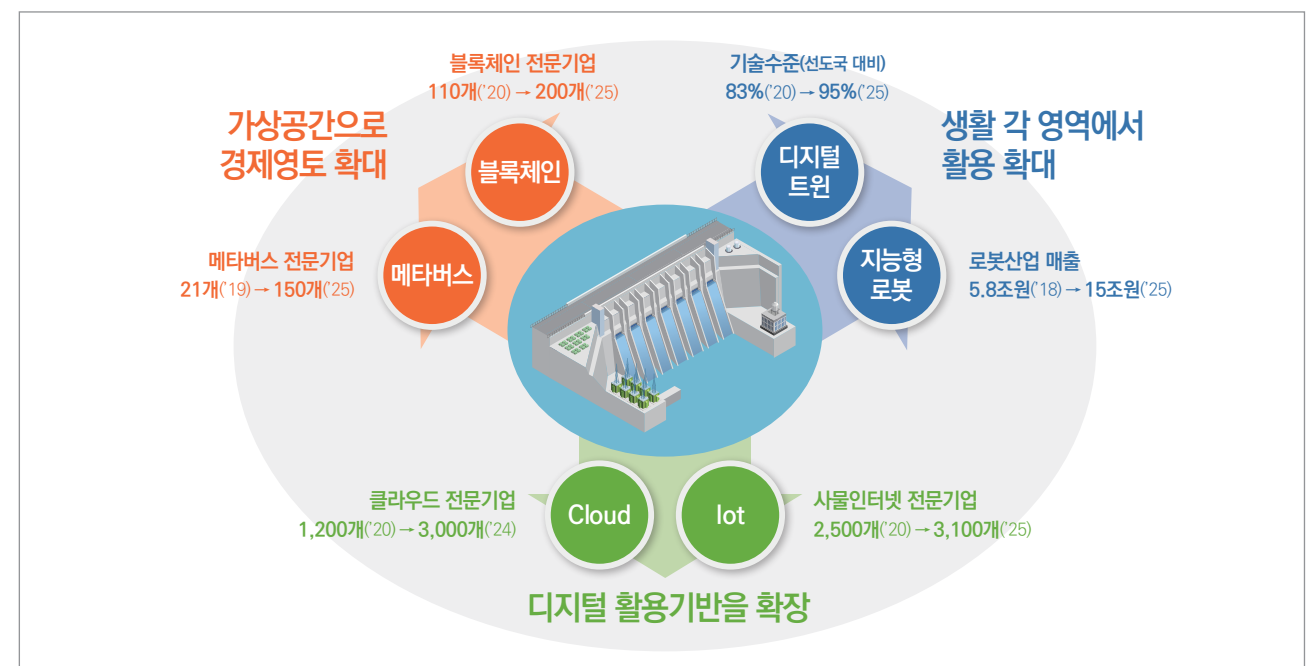 블록체인 전문기업
110개('20) → 200개('25)
기술수준(선도국 대비)
83%('20) → 95%('25)
가상공간으로
경제영토 확대
블록체인
디지털
트윈
생활 각 영역에서
활용 확대
메타버스 전문기업
21개('19) → 150개('25)
메타버스
지능형
로봇
로봇산업 매출
5.8조원('18) → 15조원('25)
클라우드 전문기업
1,200개('20) → 3,000개('24)
Cloud
Iot
사물인터넷 전문기업
2,500개('20) → 3,100개('25)
디지털 활용기반을 확장